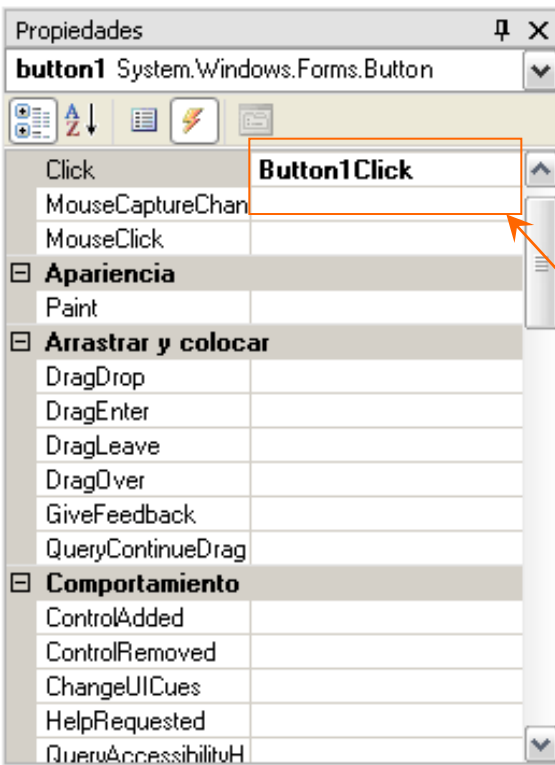 Propiedades
button1 System.Windows.Forms.Button
Click Button1Click
MouseCaptureChan
MouseClick
Apariencia
Paint
Arrastrar y colocar
DragDrop
DragEnter
DragLeave
DragOver
GiveFeedback
QueryContinueDrag
Comportamiento
ControlAdded
ControlRemoved
ChangeUICues
HelpRequested
QueryAccessibilityH